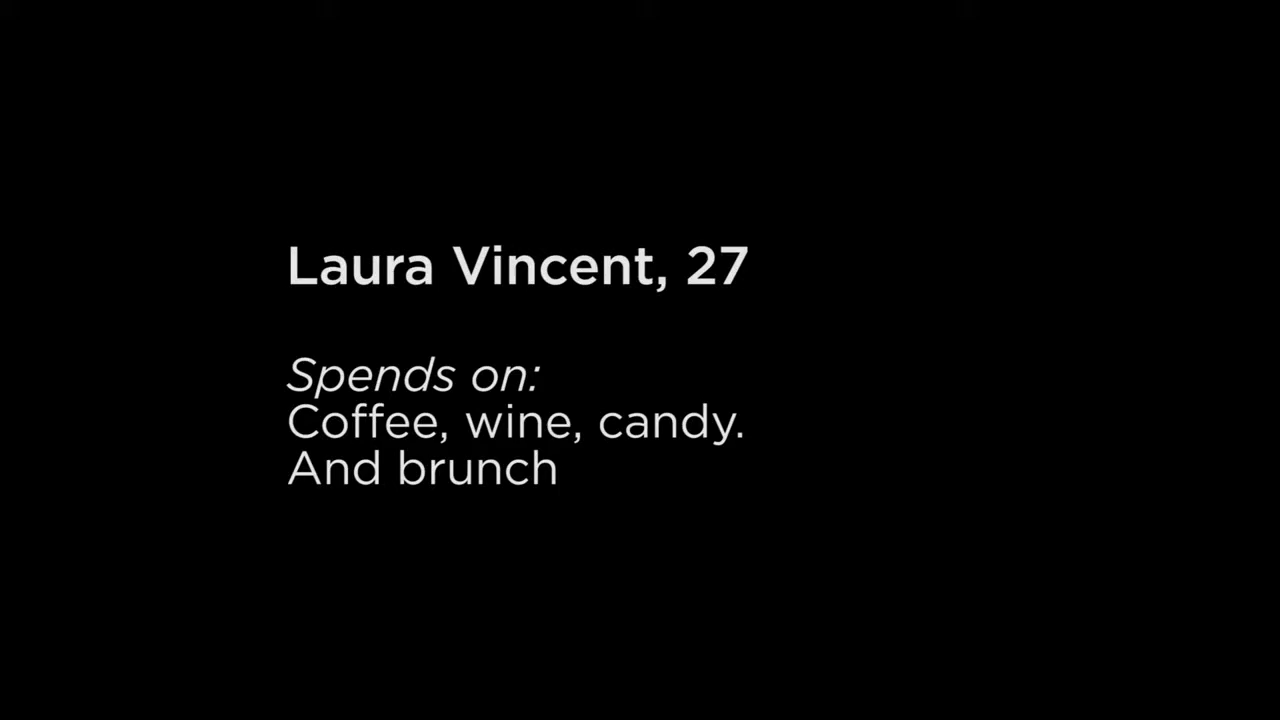 Laura Vincent, 27
Spends on:
Coffee, wine, candy.
And brunch